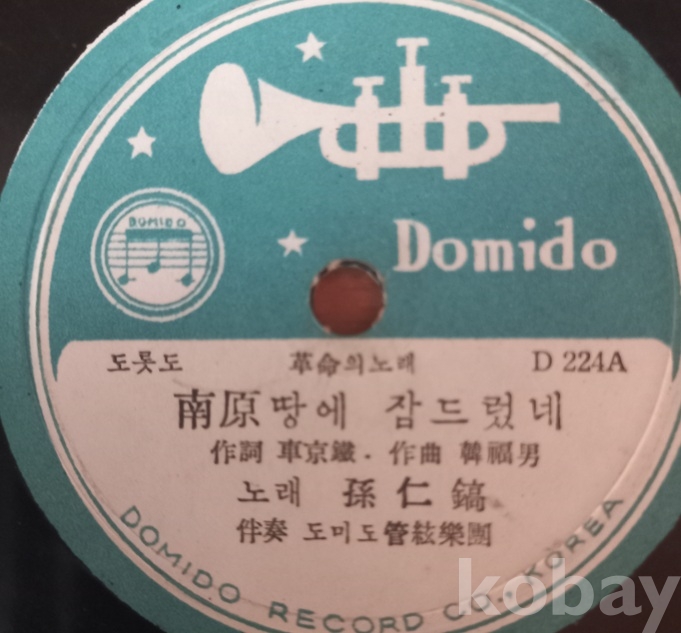 DOMIDO
Domido
도롯도 革命의노래 D 224A
南原땅에 잠드렀네
作詞 車京鐵 · 作曲 韓福男
노래 孫仁鎬
伴奏 도미도管絃樂團
DOMIDO RECORD CO. KOREA
kobay